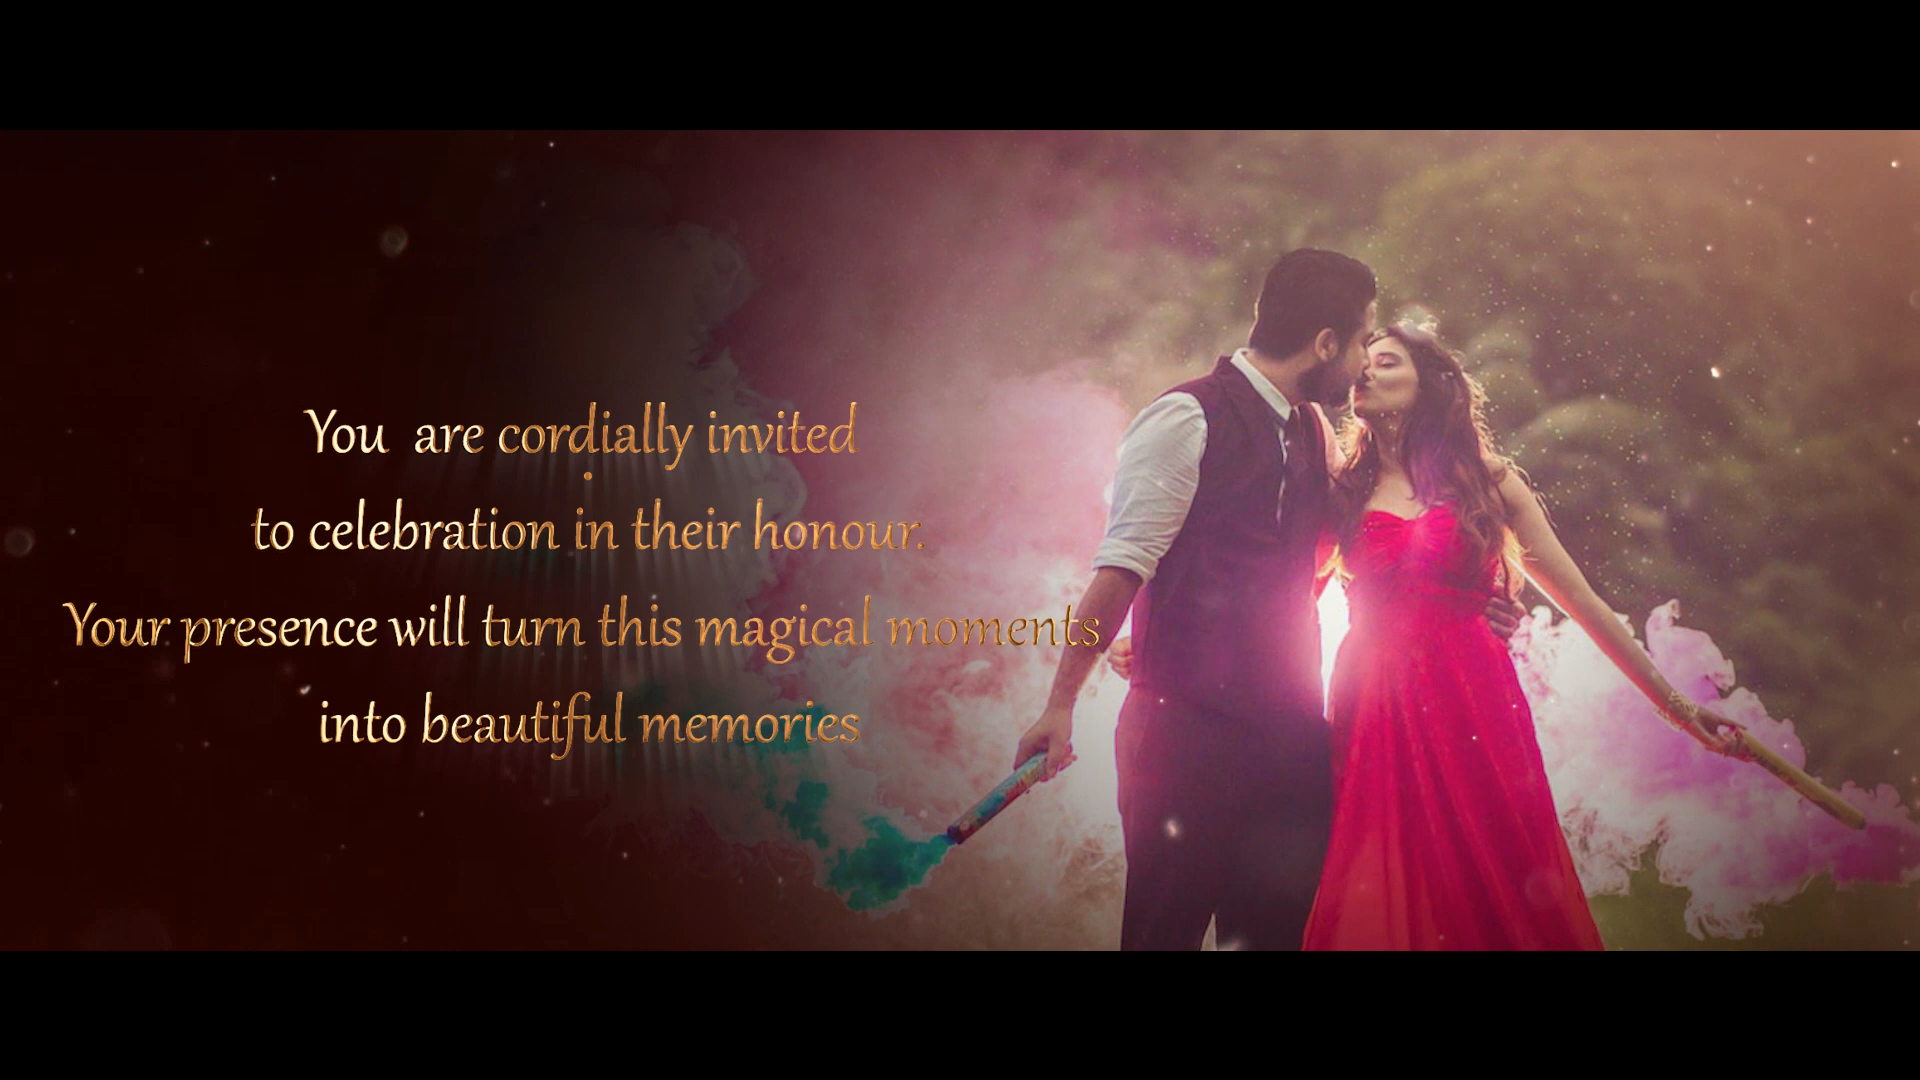 You are cordially invited
to celebration in their honour.
Your presence will turn this magical moments
into beautiful memories